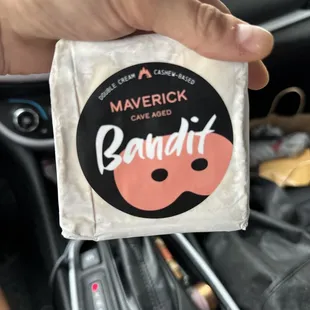 DOUBLE CREAM CASHEW-BASED
MAVERICK
CAVE AGED
Bandit